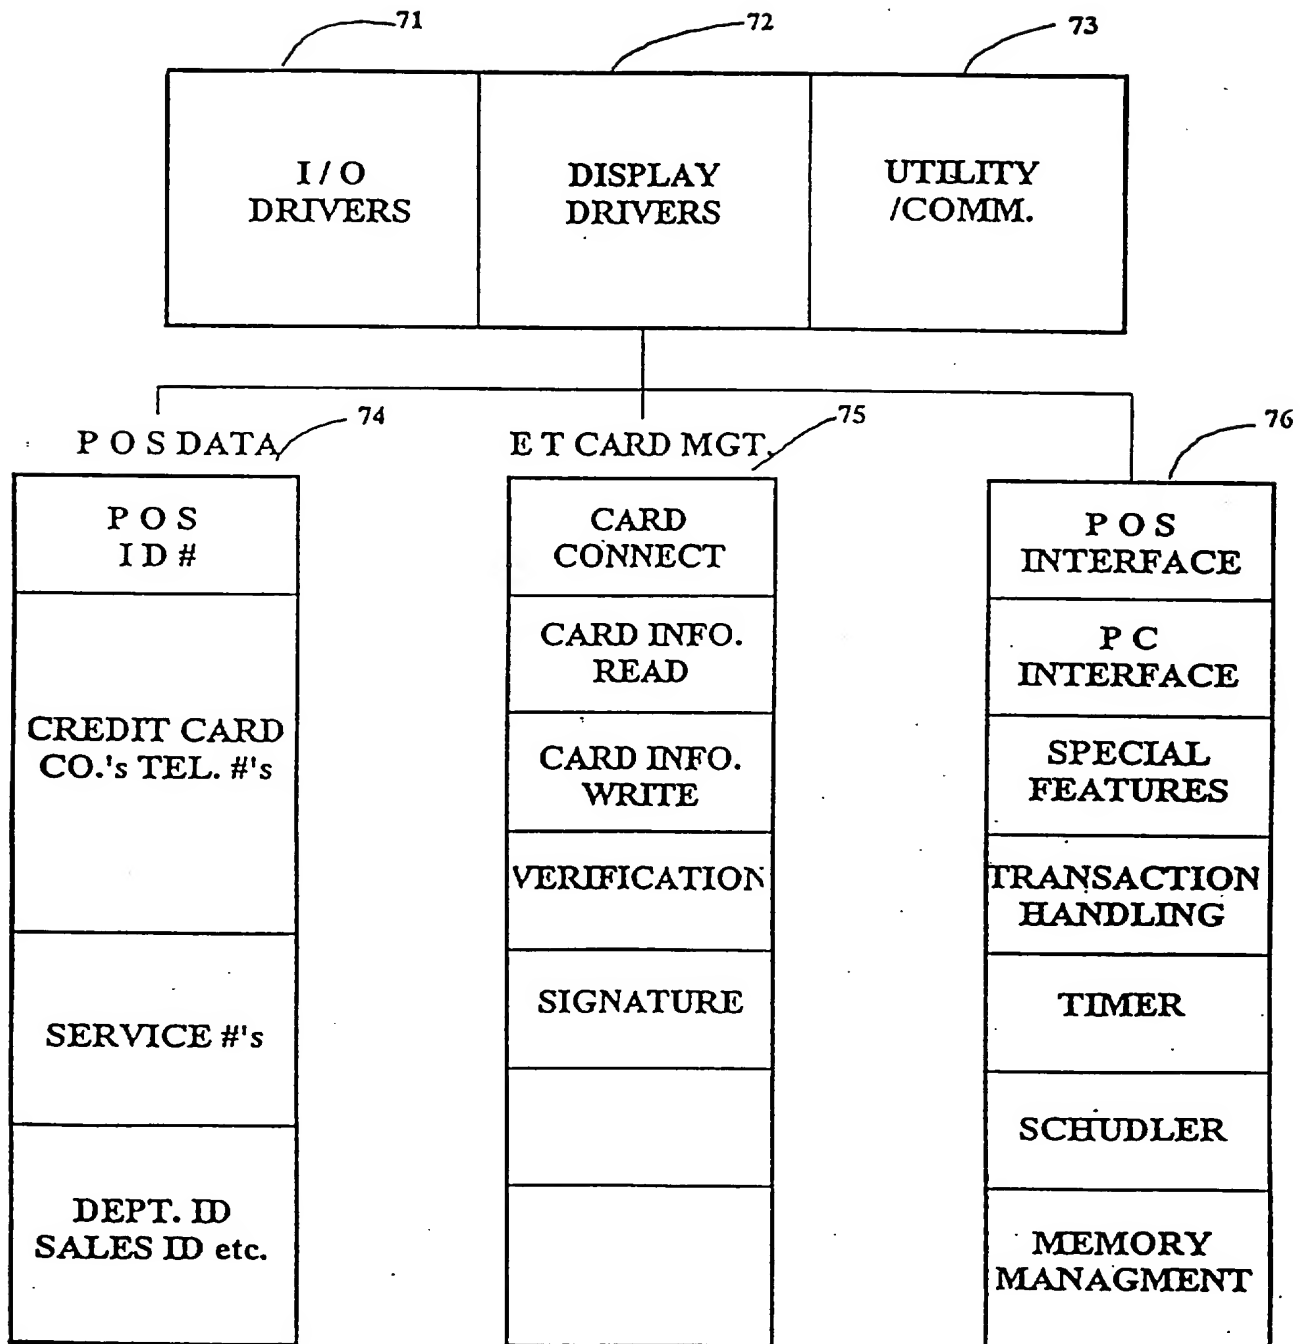 71
72
73
I / O
DRIVERS
DISPLAY
DRIVERS
UTILITY
/COMM.
P O S DATA
74
P O S
I D #
CREDIT CARD
CO.'s TEL. #'s
SERVICE #'s
DEPT. ID
SALES ID etc.
E T CARD MGT.
75
CARD
CONNECT
CARD INFO.
READ
CARD INFO.
WRITE
VERIFICATION
SIGNATURE
76
P O S
INTERFACE
P C
INTERFACE
SPECIAL
FEATURES
TRANSACTION
HANDLING
TIMER
SCHUDLER
MEMORY
MANAGMENT